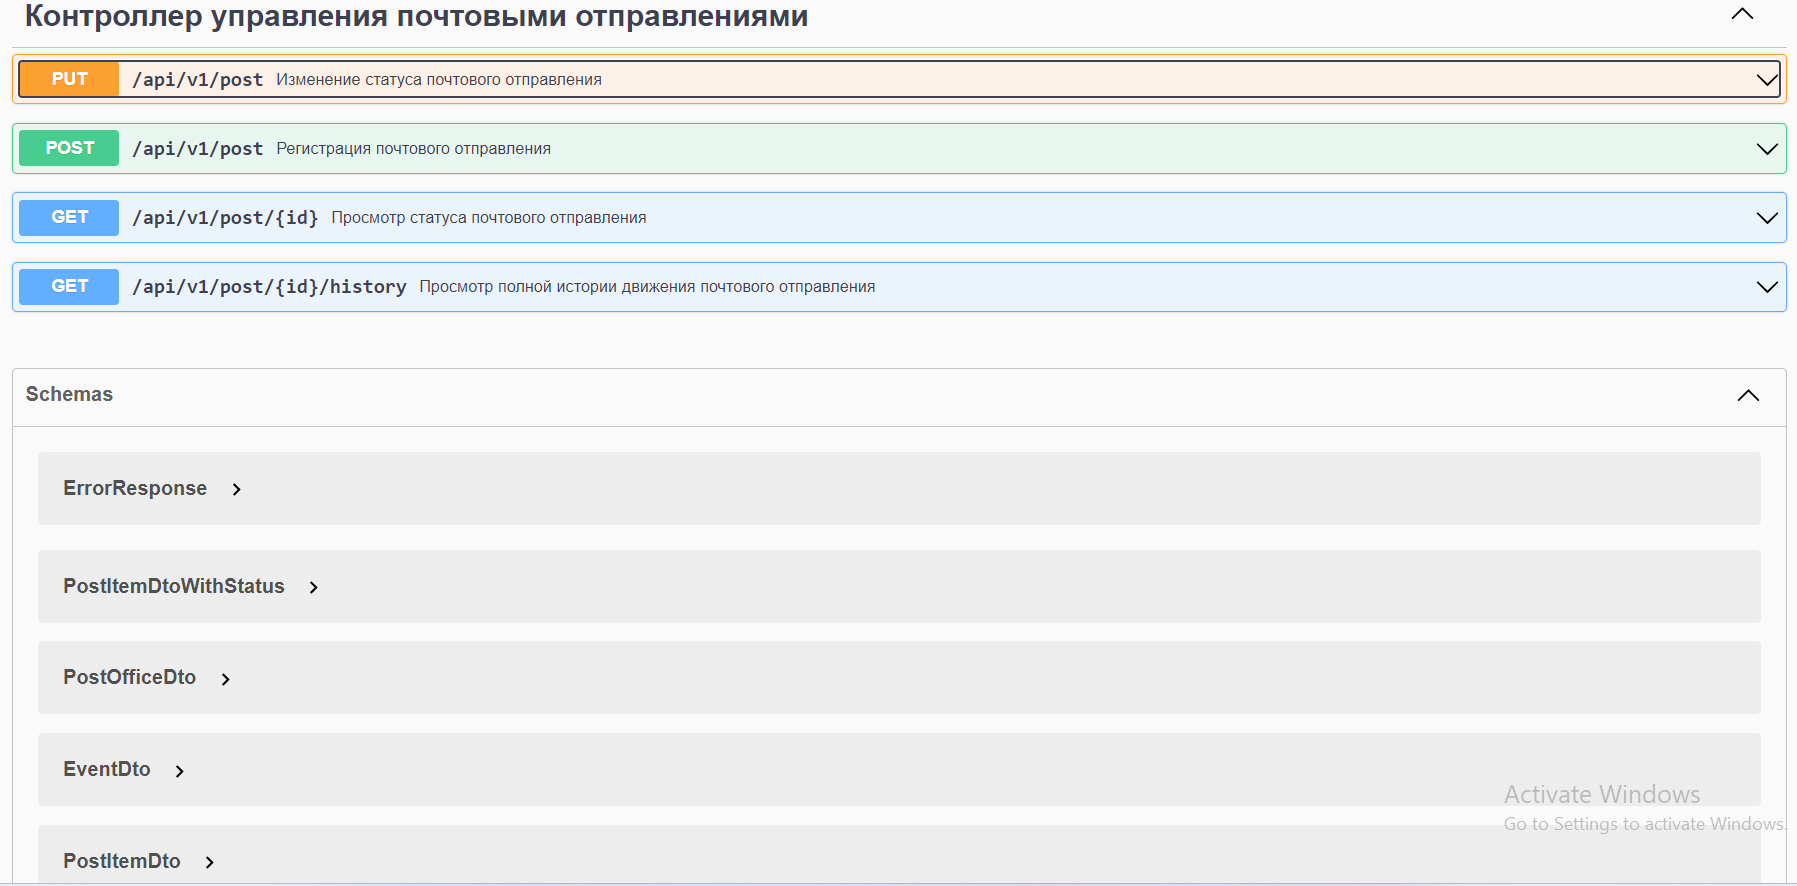 Контроллер управления почтовыми отправлениями
PUT /api/v1/post Изменение статуса почтового отправления
POST /api/v1/post Регистрация почтового отправления
GET /api/v1/post/{id} Просмотр статуса почтового отправления
GET /api/v1/post/{id}/history Просмотр полной истории движения почтового отправления
Schemas
ErrorResponse
PostItemDtoWithStatus
PostOfficeDto
EventDto
Activate Windows
Go to Settings to activate Windows.
PostItemDto